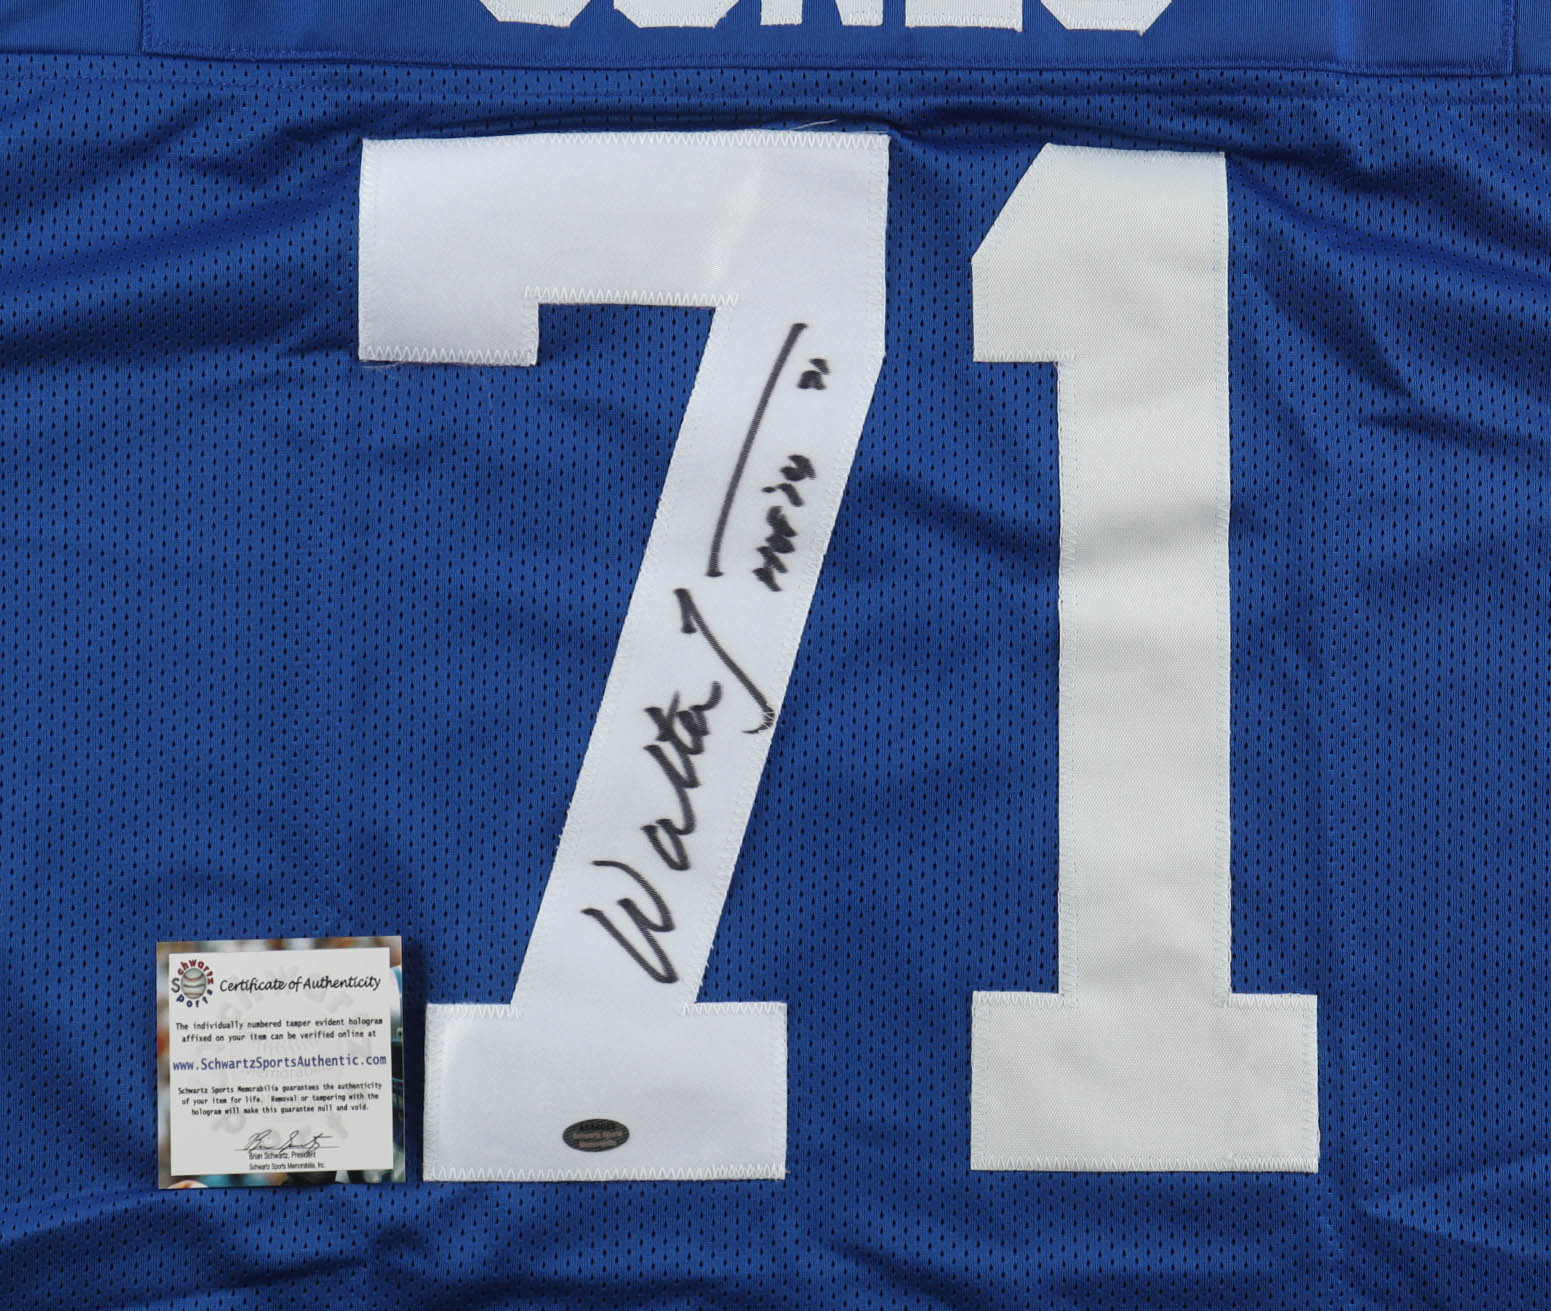 JONES
71
Walter J
Schwartz Sports
Certificate of Authenticity
The individually numbered tamper evident hologram
affixed on your item can be verified online at
www.SchwartzSportsAuthentic.com
Schwartz Sports Memorabilia guarantees the authenticity
of your item for life. Removal or tampering with the
hologram will make this guarantee null and void.
Brian Schwartz, President
Schwartz Sports Memorabilia, Inc.